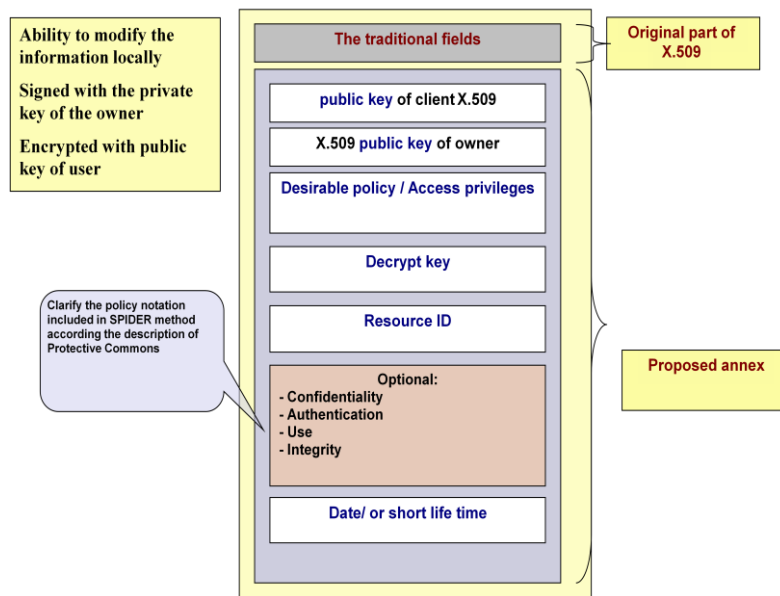 Ability to modify the
information locally
Signed with the private
key of the owner
Encrypted with public
key of user
The traditional fields
Original part of
X.509
public key of client X.509
X.509 public key of owner
Desirable policy / Access privileges
Decrypt key
Resource ID
Clarify the policy notation
included in SPIDER method
according the description of
Protective Commons
Optional:
- Confidentiality
- Authentication
- Use
- Integrity
Proposed annex
Date/ or short life time